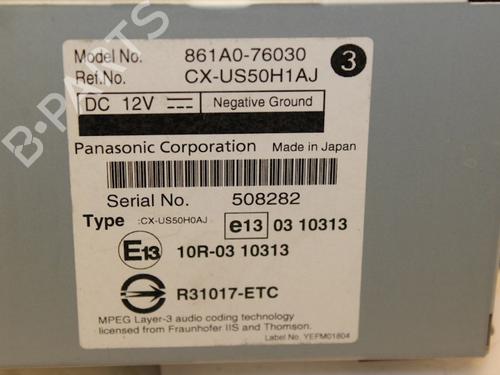 Model No. 861A0-76030 3
Ref.No. CX-US50H1AJ
DC 12V Negative Ground
Panasonic Corporation Made in Japan
Serial No. 508282
Type :CX-US50H0AJ e13 03 10313
E13 10R-03 10313
R31017-ETC
MPEG Layer-3 audio coding technology
licensed from Fraunhofer IIS and Thomson.
Label No. YEFM01804
B-PARTS